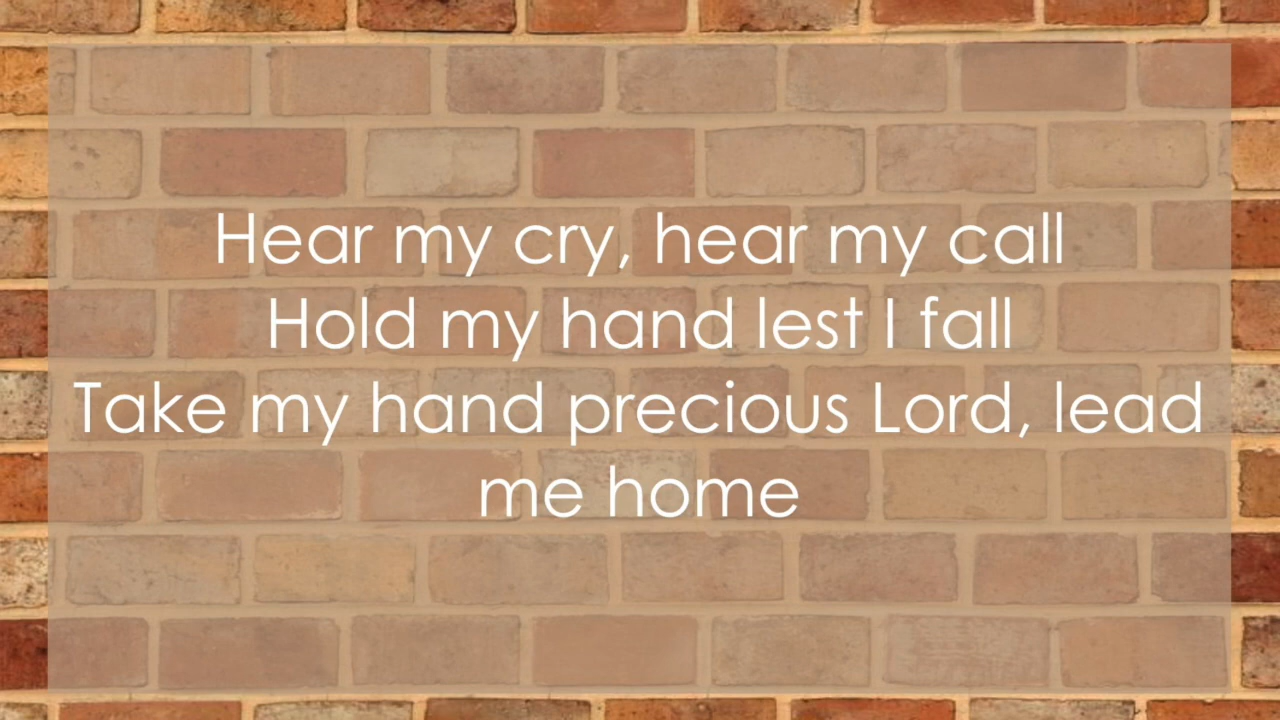 Hear my cry, hear my call
Hold my hand lest I fall
Take my hand precious Lord, lead
me home